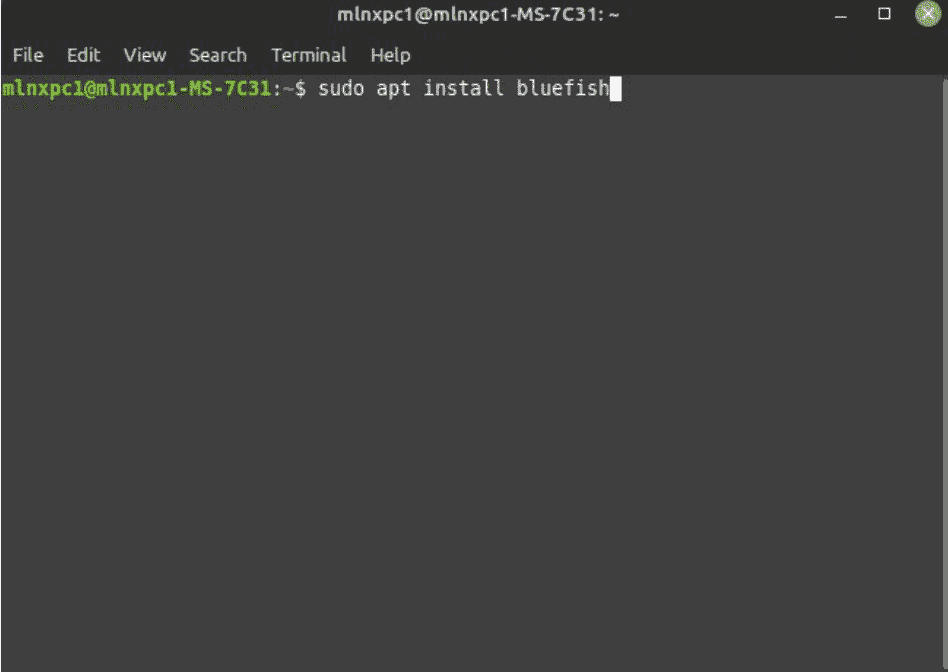 mlnxpc1@mlnxpc1-MS-7C31: ~
File Edit View Search Terminal Help
mlnxpc1@mlnxpc1-MS-7C31:~$ sudo apt install bluefish